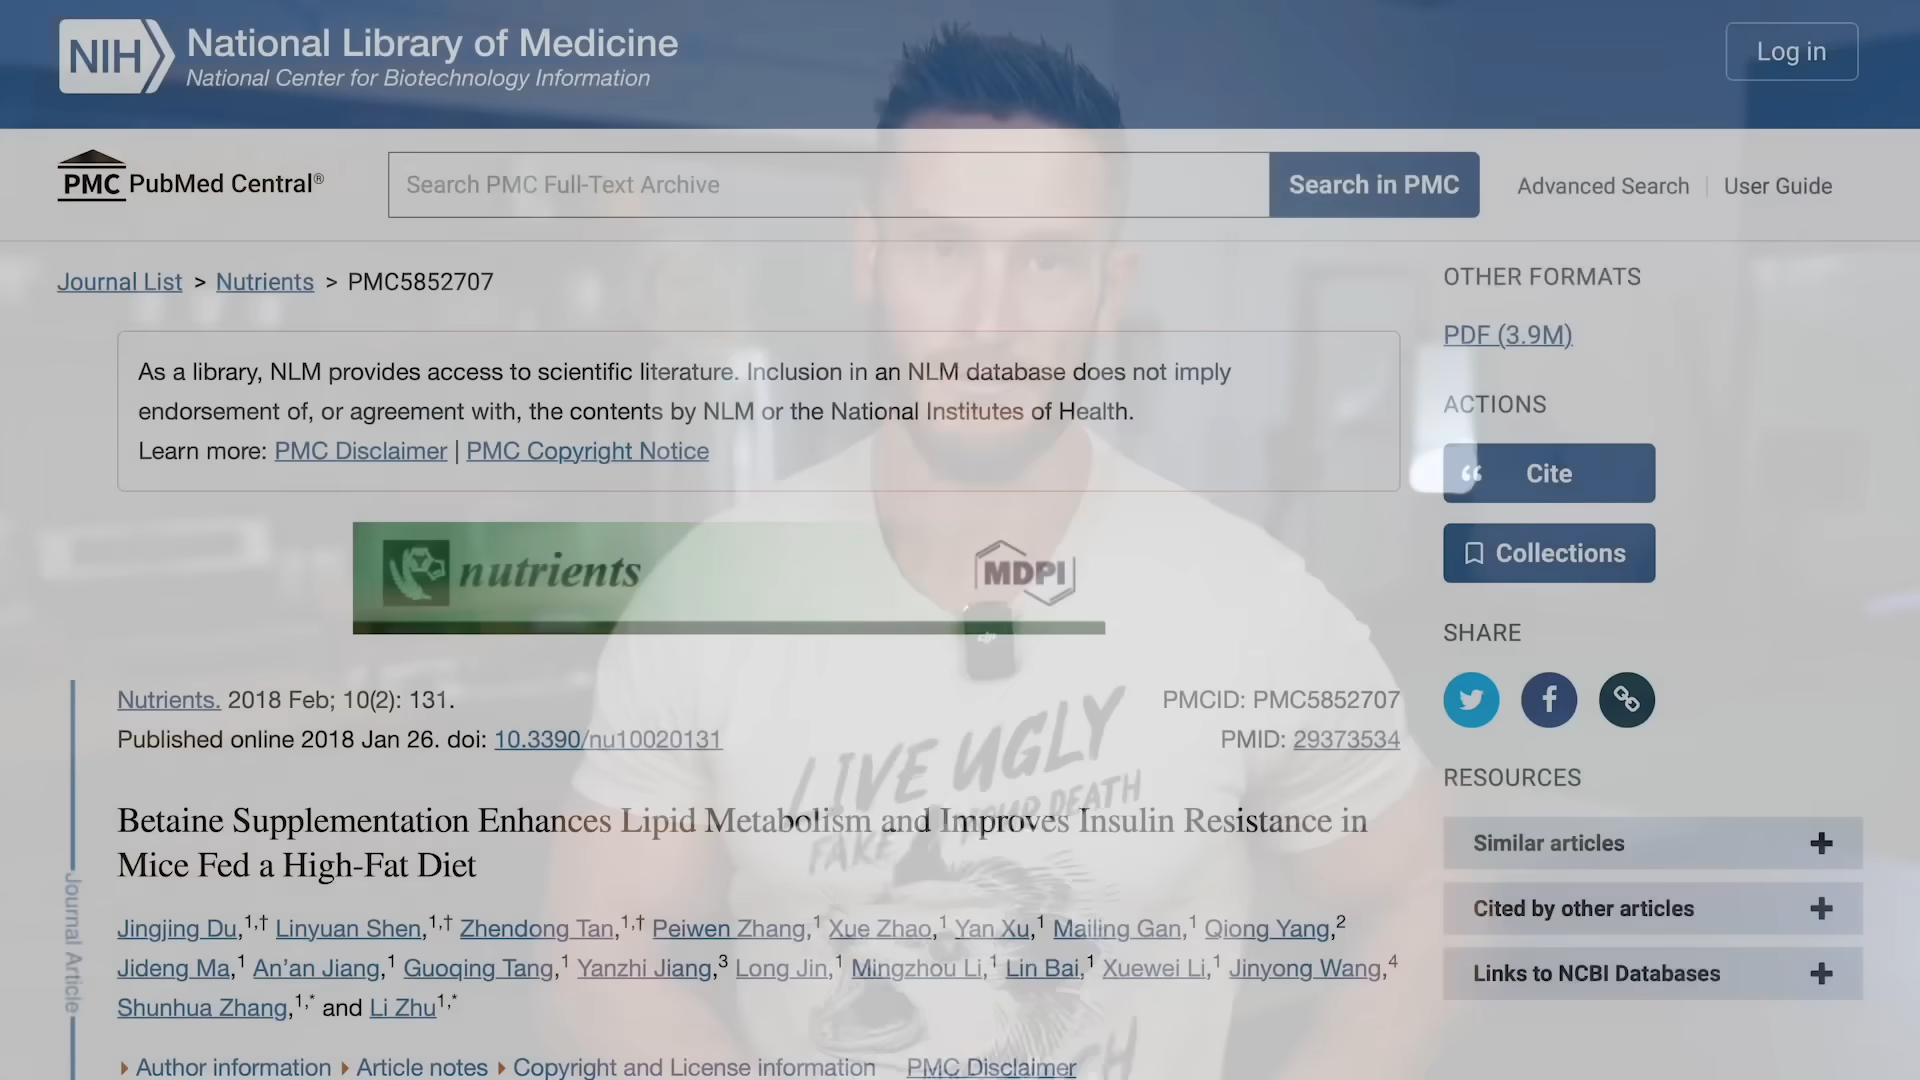 NIH National Library of Medicine
National Center for Biotechnology Information
Log in
PMC PubMed Central®
Search PMC Full-Text Archive
Search in PMC
Advanced Search | User Guide
Journal List > Nutrients > PMC5852707
As a library, NLM provides access to scientific literature. Inclusion in an NLM database does not imply
endorsement of, or agreement with, the contents by NLM or the National Institutes of Health.
Learn more: PMC Disclaimer | PMC Copyright Notice
nutrients
MDPI
Nutrients. 2018 Feb; 10(2): 131.
Published online 2018 Jan 26. doi: 10.3390/nu10020131
PMCID: PMC5852707
PMID: 29373534
Betaine Supplementation Enhances Lipid Metabolism and Improves Insulin Resistance in
Mice Fed a High-Fat Diet
Jingjing Du,1,† Linyuan Shen,1,† Zhendong Tan,1,† Peiwen Zhang,1 Xue Zhao,1 Yan Xu,1 Mailing Gan,1 Qiong Yang,2
Jideng Ma,1 An’an Jiang,1 Guoqing Tang,1 Yanzhi Jiang,3 Long Jin,1 Mingzhou Li,1 Lin Bai,1 Xuewei Li,1 Jinyong Wang,4
Shunhua Zhang,1,* and Li Zhu1,*
Author information Article notes Copyright and License information PMC Disclaimer
Journal Article
OTHER FORMATS
PDF (3.9M)
ACTIONS
Cite
Collections
SHARE
RESOURCES
Similar articles
Cited by other articles
Links to NCBI Databases
LIVE UGLY
FAKE YOUR DEATH